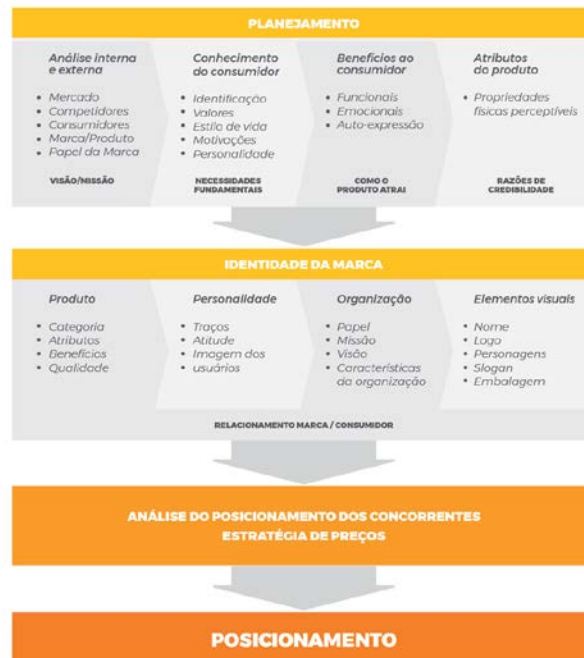 PLANEJAMENTO
Análise interna
e externa
• Mercado
• Competidores
• Consumidores
• Marca/Produto
• Papel da Marca
VISÃO/NISSÃO
Conhecimento
do consumidor
• Identificação
• Valores
• Estilo de vida
• Motivações
• Personalidade
NECESSIDADES
FUNDAMENTAIS
Benefícios ao
consumidor
• Funcionais
• Emocionais
• Auto-expressão
COMO O
PRODUTO ATRAI
Atributos
do produto
• Propriedades
físicas perceptíveis
RAZÕES DE
CREDIBILIDADE
IDENTIDADE DA MARCA
Produto
• Categoria
• Atributos
• Benefícios
• Qualidade
Personalidade
• Traços
• Atitude
• Imagem dos
• usuários
Organização
• Papel
• Missão
• Visão
• Características
da organização
Elementos visuais
• Nome
• Logo
• Personagens
• Slogan
• Embalagem
RELACIONAMENTO MARCA / CONSUMIDOR
ANÁLISE DO POSICIONAMENTO DOS CONCORRENTES
ESTRATÉGIA DE PREÇOS
POSICIONAMENTO